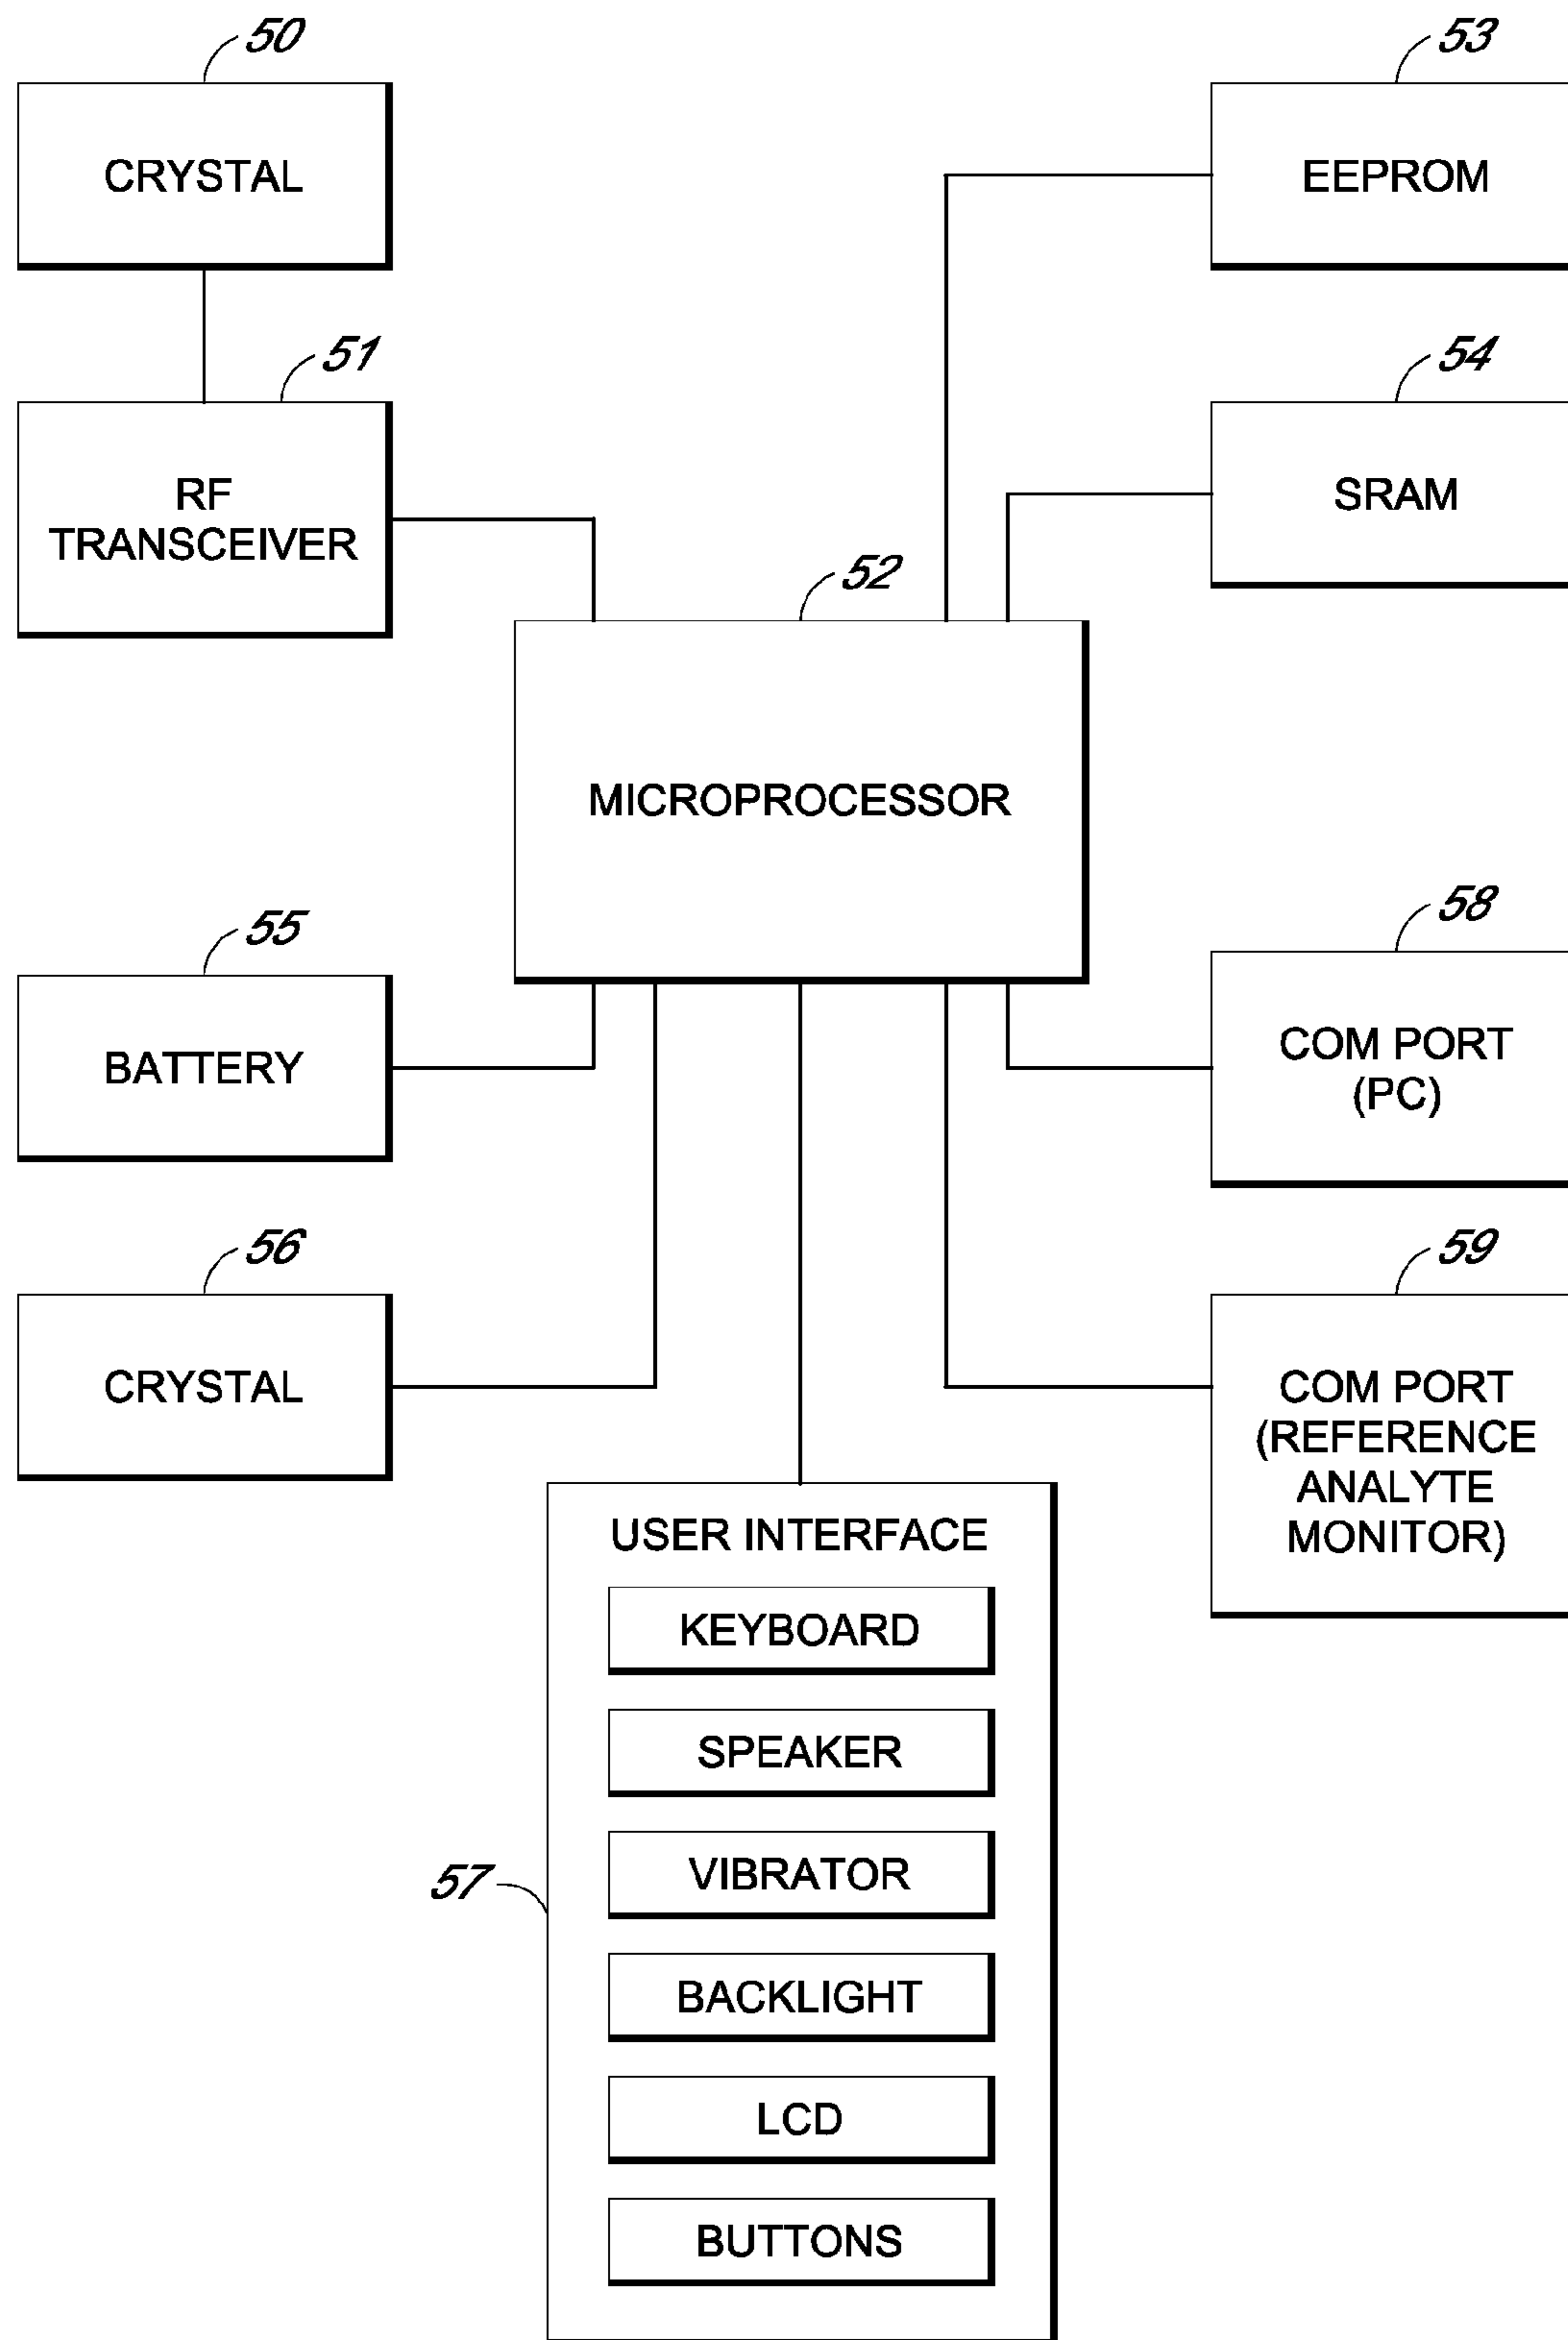 50
CRYSTAL
53
EEPROM
51
RF
TRANSCEIVER
54
SRAM
52
MICROPROCESSOR
55
BATTERY
58
COM PORT
(PC)
56
CRYSTAL
59
COM PORT
(REFERENCE
ANALYTE
MONITOR)
57
USER INTERFACE
KEYBOARD
SPEAKER
VIBRATOR
BACKLIGHT
LCD
BUTTONS